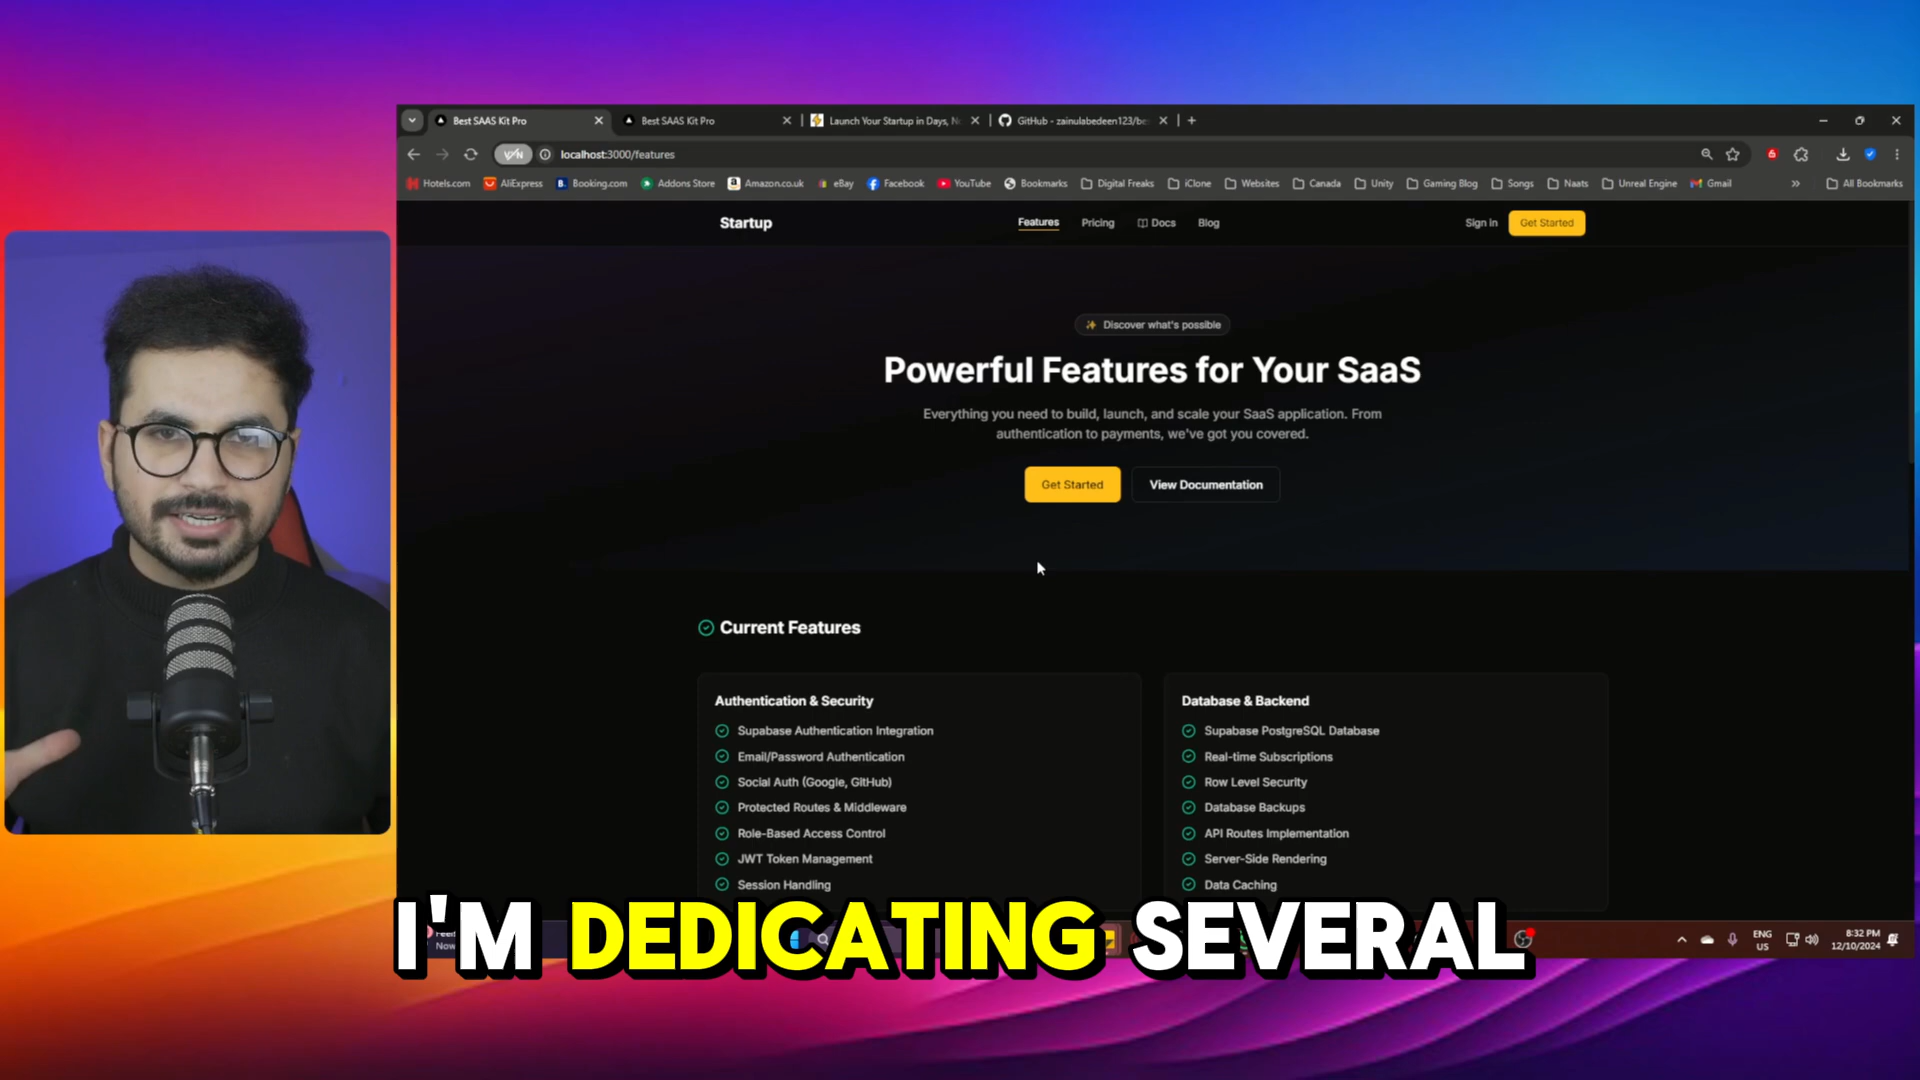 Best SAAS Kit Pro
Best SAAS Kit Pro
Launch Your Startup in Days, N
GitHub - zainulabedeen123/be
VPN
localhost:3000/features
Hotels.com
AliExpress
Booking.com
Addons Store
Amazon.co.uk
eBay
Facebook
YouTube
Bookmarks
Digital Freaks
iClone
Websites
Canada
Unity
Gaming Blog
Songs
Naats
Unreal Engine
Gmail
All Bookmarks
Startup
Features
Pricing
Docs
Blog
Sign in
Get Started
Discover what's possible
Powerful Features for Your SaaS
Everything you need to build, launch, and scale your SaaS application. From
authentication to payments, we've got you covered.
Get Started
View Documentation
Current Features
Authentication & Security
Supabase Authentication Integration
Email/Password Authentication
Social Auth (Google, GitHub)
Protected Routes & Middleware
Role-Based Access Control
JWT Token Management
Session Handling
Database & Backend
Supabase PostgreSQL Database
Real-time Subscriptions
Row Level Security
Database Backups
API Routes Implementation
Server-Side Rendering
Data Caching
I'M DEDICATING SEVERAL
Now
ENG
US
8:32 PM
12/10/2024